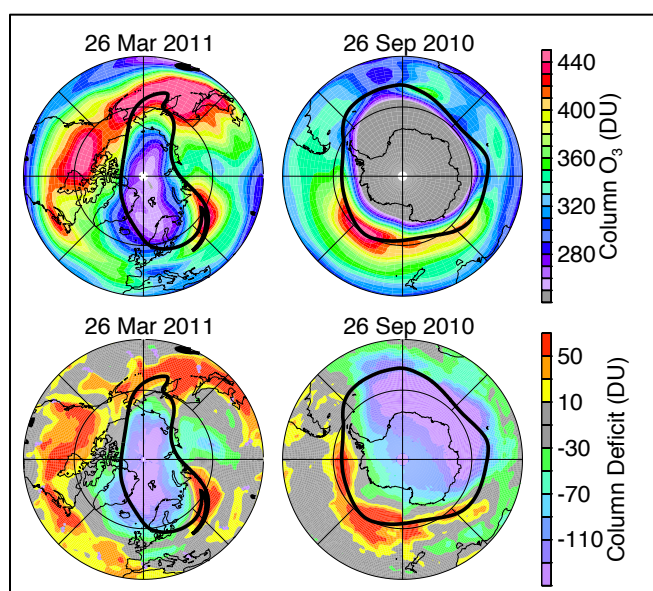 26 Mar 2011
26 Sep 2010
440
400
360
320
280
Column O₃ (DU)
26 Mar 2011
26 Sep 2010
50
10
-30
-70
-110
Column Deficit (DU)